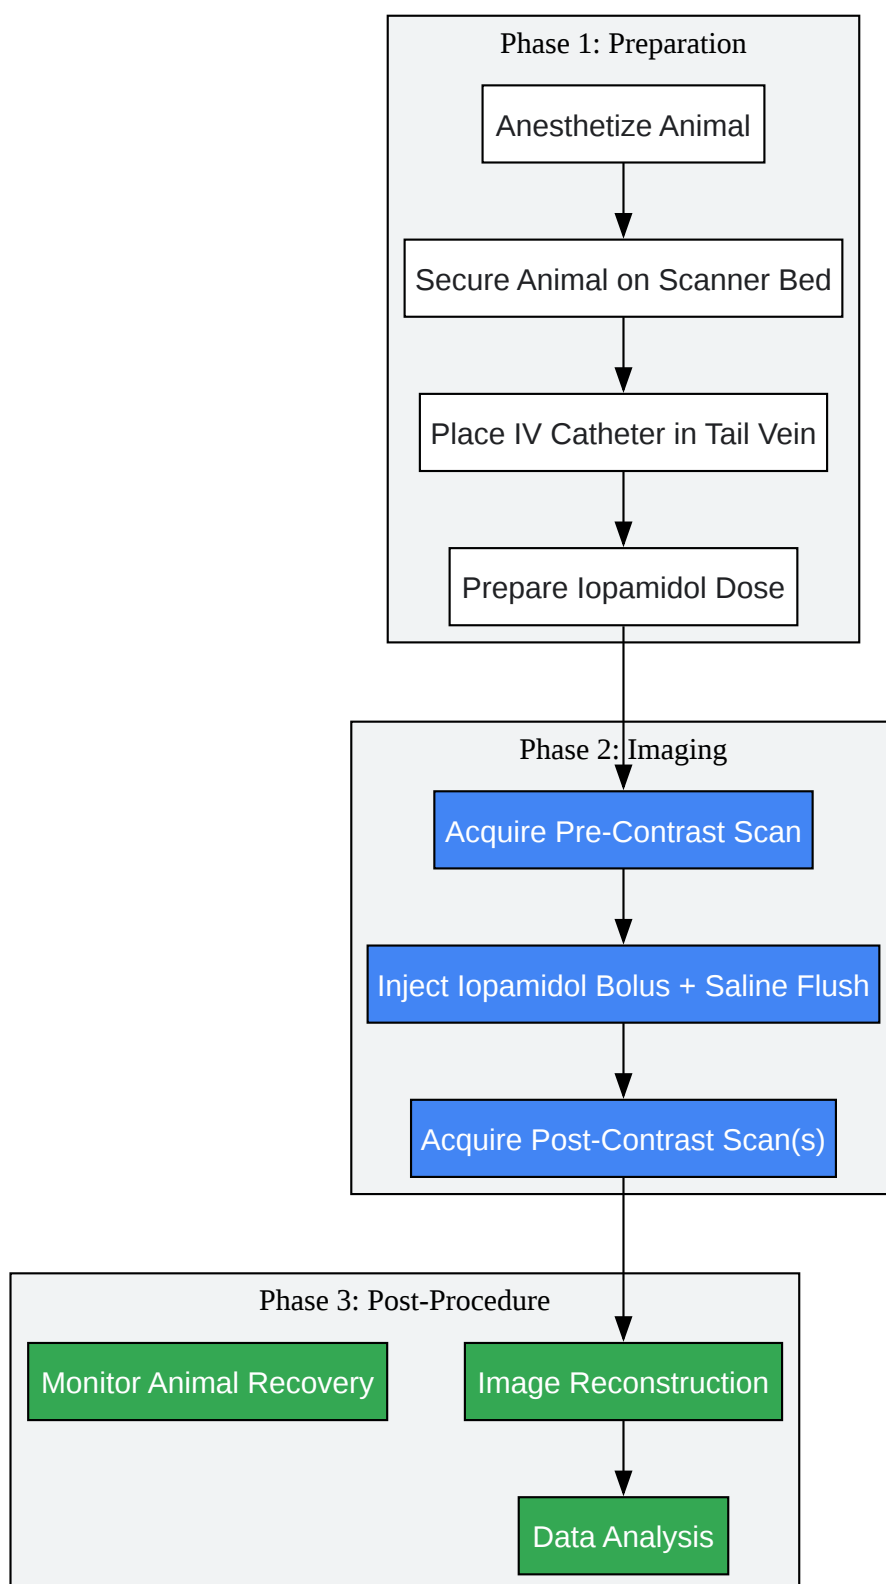 Phase 1: Preparation
Anesthetize Animal
Secure Animal on Scanner Bed
Place IV Catheter in Tail Vein
Prepare Iopamidol Dose
Phase 2: Imaging
Acquire Pre-Contrast Scan
Inject Iopamidol Bolus + Saline Flush
Acquire Post-Contrast Scan(s)
Phase 3: Post-Procedure
Monitor Animal Recovery
Image Reconstruction
Data Analysis